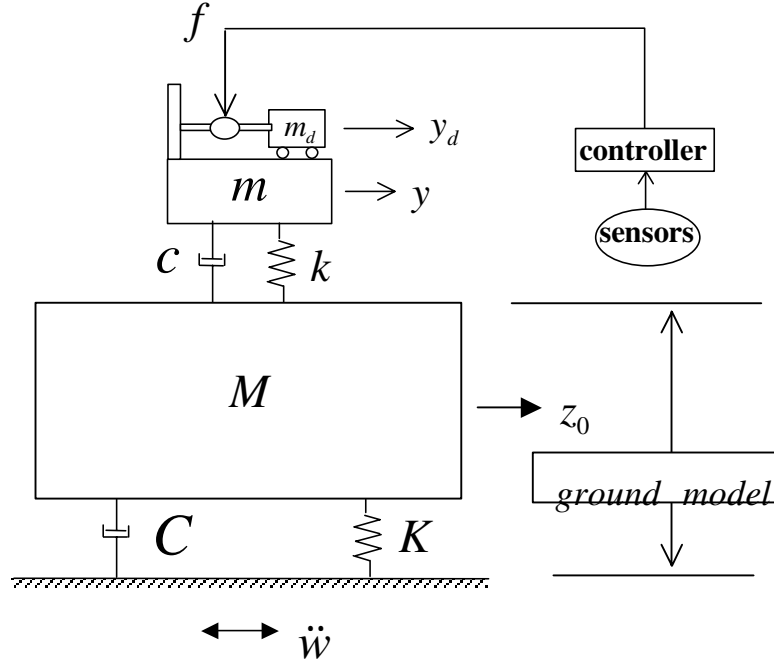 f
m_d
y_d
controller
m
y
sensors
c
k
M
z_0
ground model
C
K
ẅ